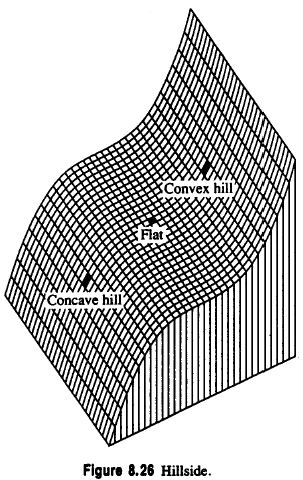 Convex hill
Flat
Concave hill
Figure 8.26 Hillside.